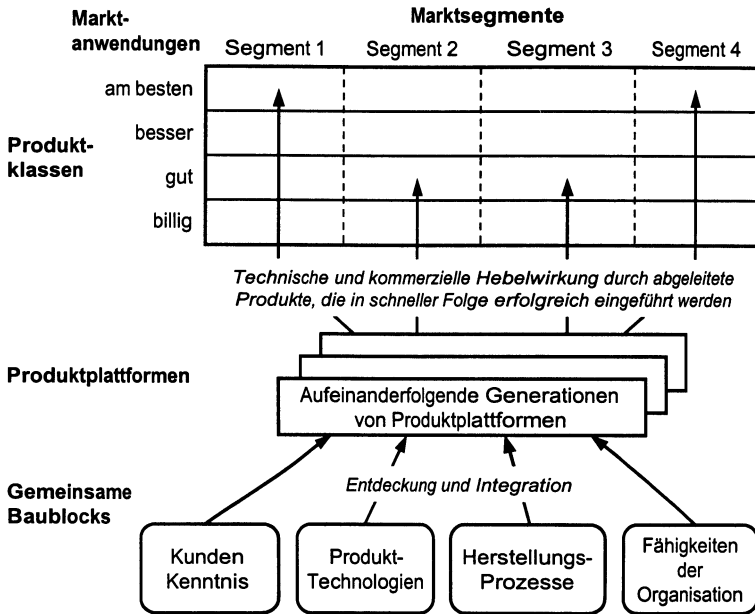 Markt-
anwendungen
Marktsegmente
Segment 1 Segment 2 Segment 3 Segment 4
Produkt-
klassen
am besten
besser
gut
billig
Technische und kommerzielle Hebelwirkung durch abgeleitete
Produkte, die in schneller Folge erfolgreich eingeführt werden
Produktplattformen
Aufeinanderfolgende Generationen
von Produktplattformen
Gemeinsame
Baublocks
Entdeckung und Integration
Kunden
Kenntnis
Produkt-
Technologien
Herstellungs-
Prozesse
Fähigkeiten
der
Organisation